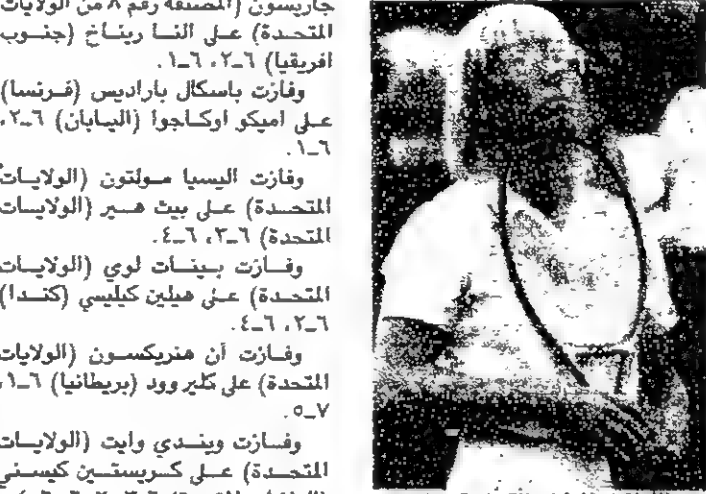 جاريسون (المصنفة رقم ٨ من الولايات
المتحدة) على النسا ريناخ (جنوب
افريقيا) ٦ـ٢، ٦ـ١.
وفازت باسكال باراديس (فرنسا)
على اميكو اوكاجوا (اليابان) ٦ـ٢،
٦ـ١.
وفازت اليسيا مولتون (الولايات
المتحدة) على بيث هير (الولايات
المتحدة) ٦ـ٣، ٦ـ٤.
وفازت بينات لوي (الولايات
المتحدة) على هيلين كيليسي (كندا)
٦ـ٢، ٦ـ٤.
وفازت آن هنريكسون (الولايات
المتحدة) على كلير وود (بريطانيا) ٦ـ١،
٧ـ٥.
وفازت ويندي وايت (الولايات
المتحدة) على كريستين كيسني